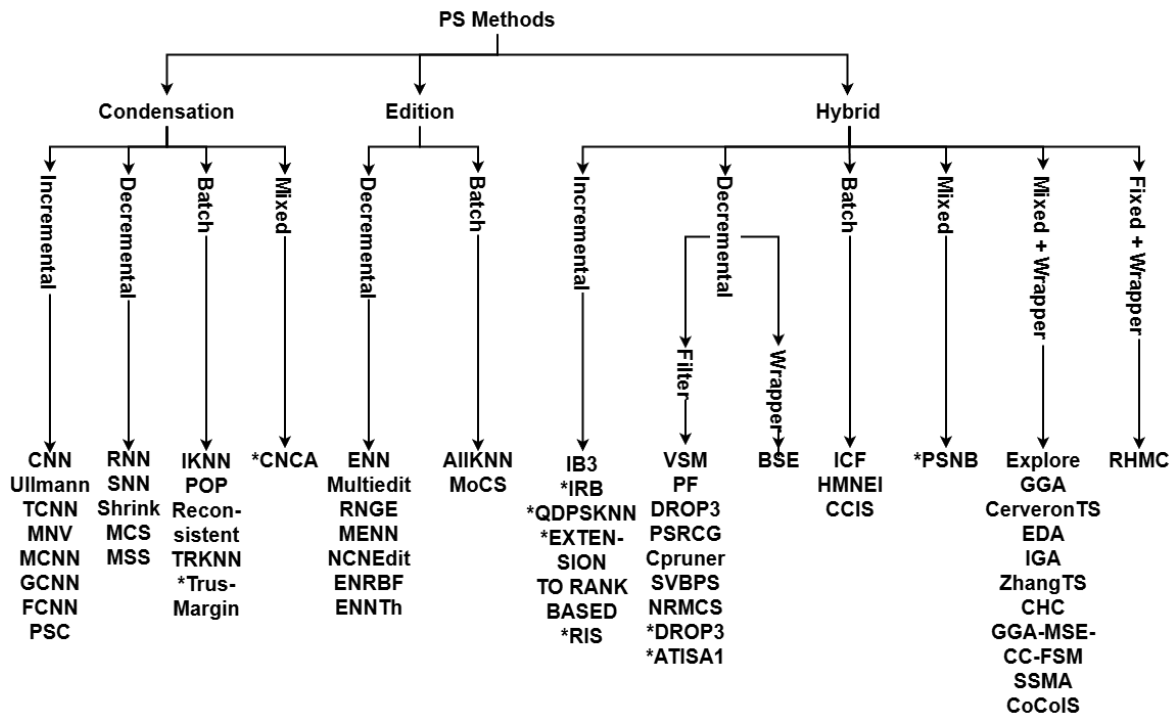 PS Methods
Condensation
Edition
Hybrid
Incremental
Decremental
Batch
Mixed
Decremental
Batch
Incremental
Decremental
Batch
Mixed
Mixed + Wrapper
Fixed + Wrapper
Filter
Wrapper
CNN
Ullmann
TCNN
MNV
MCNN
GCNN
FCNN
PSC
RNN
SNN
Shrink
MCS
MSS
IKNN
POP
Recon-
sistent
TRKNN
*Trus-
Margin
*CNCA
ENN
Multiedit
RNGE
MENN
NCNEdit
ENRBF
ENNTh
AllKNN
MoCS
IB3
*IRB
*QDPSKNN
*EXTEN-
SION
TO RANK
BASED
*RIS
VSM
PF
DROP3
PSRCG
Cpruner
SVBPS
NRMCS
*DROP3
*ATISA1
BSE
ICF
HMNEI
CCIS
*PSNB
Explore
GGA
CerveronTS
EDA
IGA
ZhangTS
CHC
GGA-MSE-
CC-FSM
SSMA
CoCoIS
RHMC